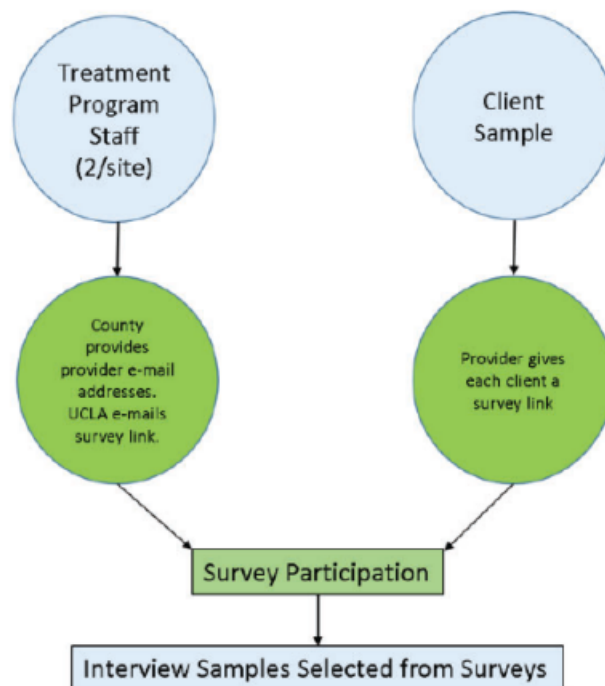 Treatment
Program
Staff
(2/site)
Client
Sample
County
provides
provider e-mail
addresses.
UCLA e-mails
survey link.
Provider gives
each client a
survey link
Survey Participation
Interview Samples Selected from Surveys